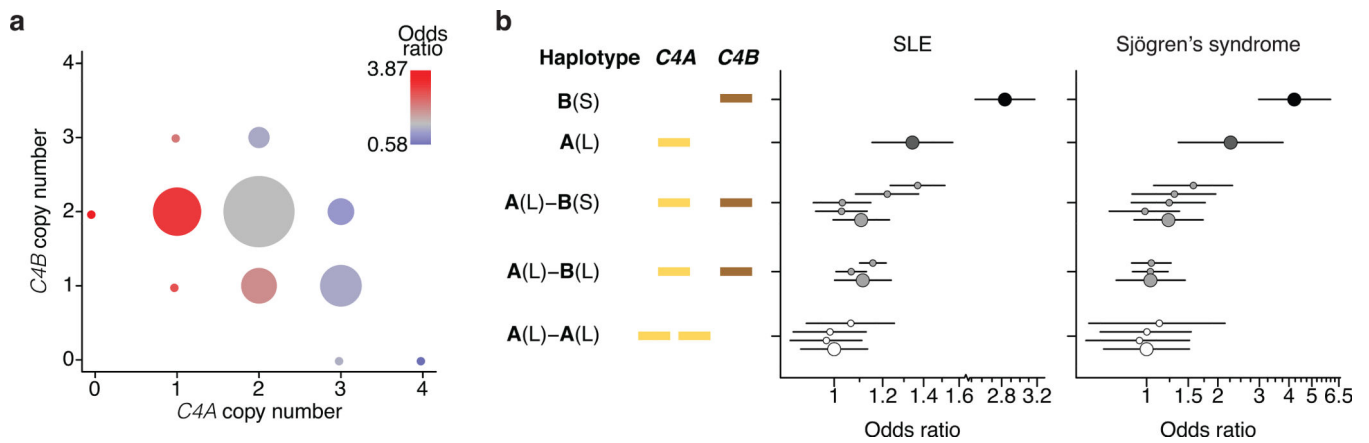 a
Odds
ratio
3.87
0.58
4
3
2
1
0
C4B copy number
0 1 2 3 4
C4A copy number
b
Haplotype C4A C4B
B(S)
A(L)
A(L)–B(S)
A(L)–B(L)
A(L)–A(L)
SLE
1 1.2 1.4 1.6 2.8 3.2
Odds ratio
Sjögren's syndrome
1 1.5 2 3 4 5 6.5
Odds ratio